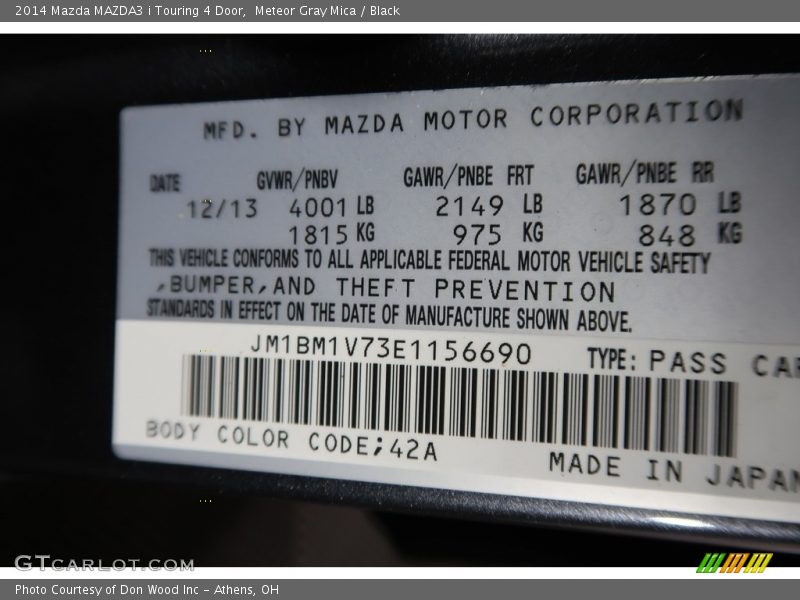 2014 Mazda MAZDA3 i Touring 4 Door,  Meteor Gray Mica / Black
MFD. BY MAZDA MOTOR CORPORATION
DATE GVWR/PNBV GAWR/PNBE FRT GAWR/PNBE RR
12/13 4001 LB 2149 LB 1870 LB
1815 KG 975 KG 848 KG
THIS VEHICLE CONFORMS TO ALL APPLICABLE FEDERAL MOTOR VEHICLE SAFETY
,BUMPER,AND THEFT PREVENTION
STANDARDS IN EFFECT ON THE DATE OF MANUFACTURE SHOWN ABOVE.
JM1BM1V73E1156690 TYPE: PASS CAR
BODY COLOR CODE;42A
MADE IN JAPAN
GTCARLOT.COM
Photo Courtesy of Don Wood Inc – Athens, OH